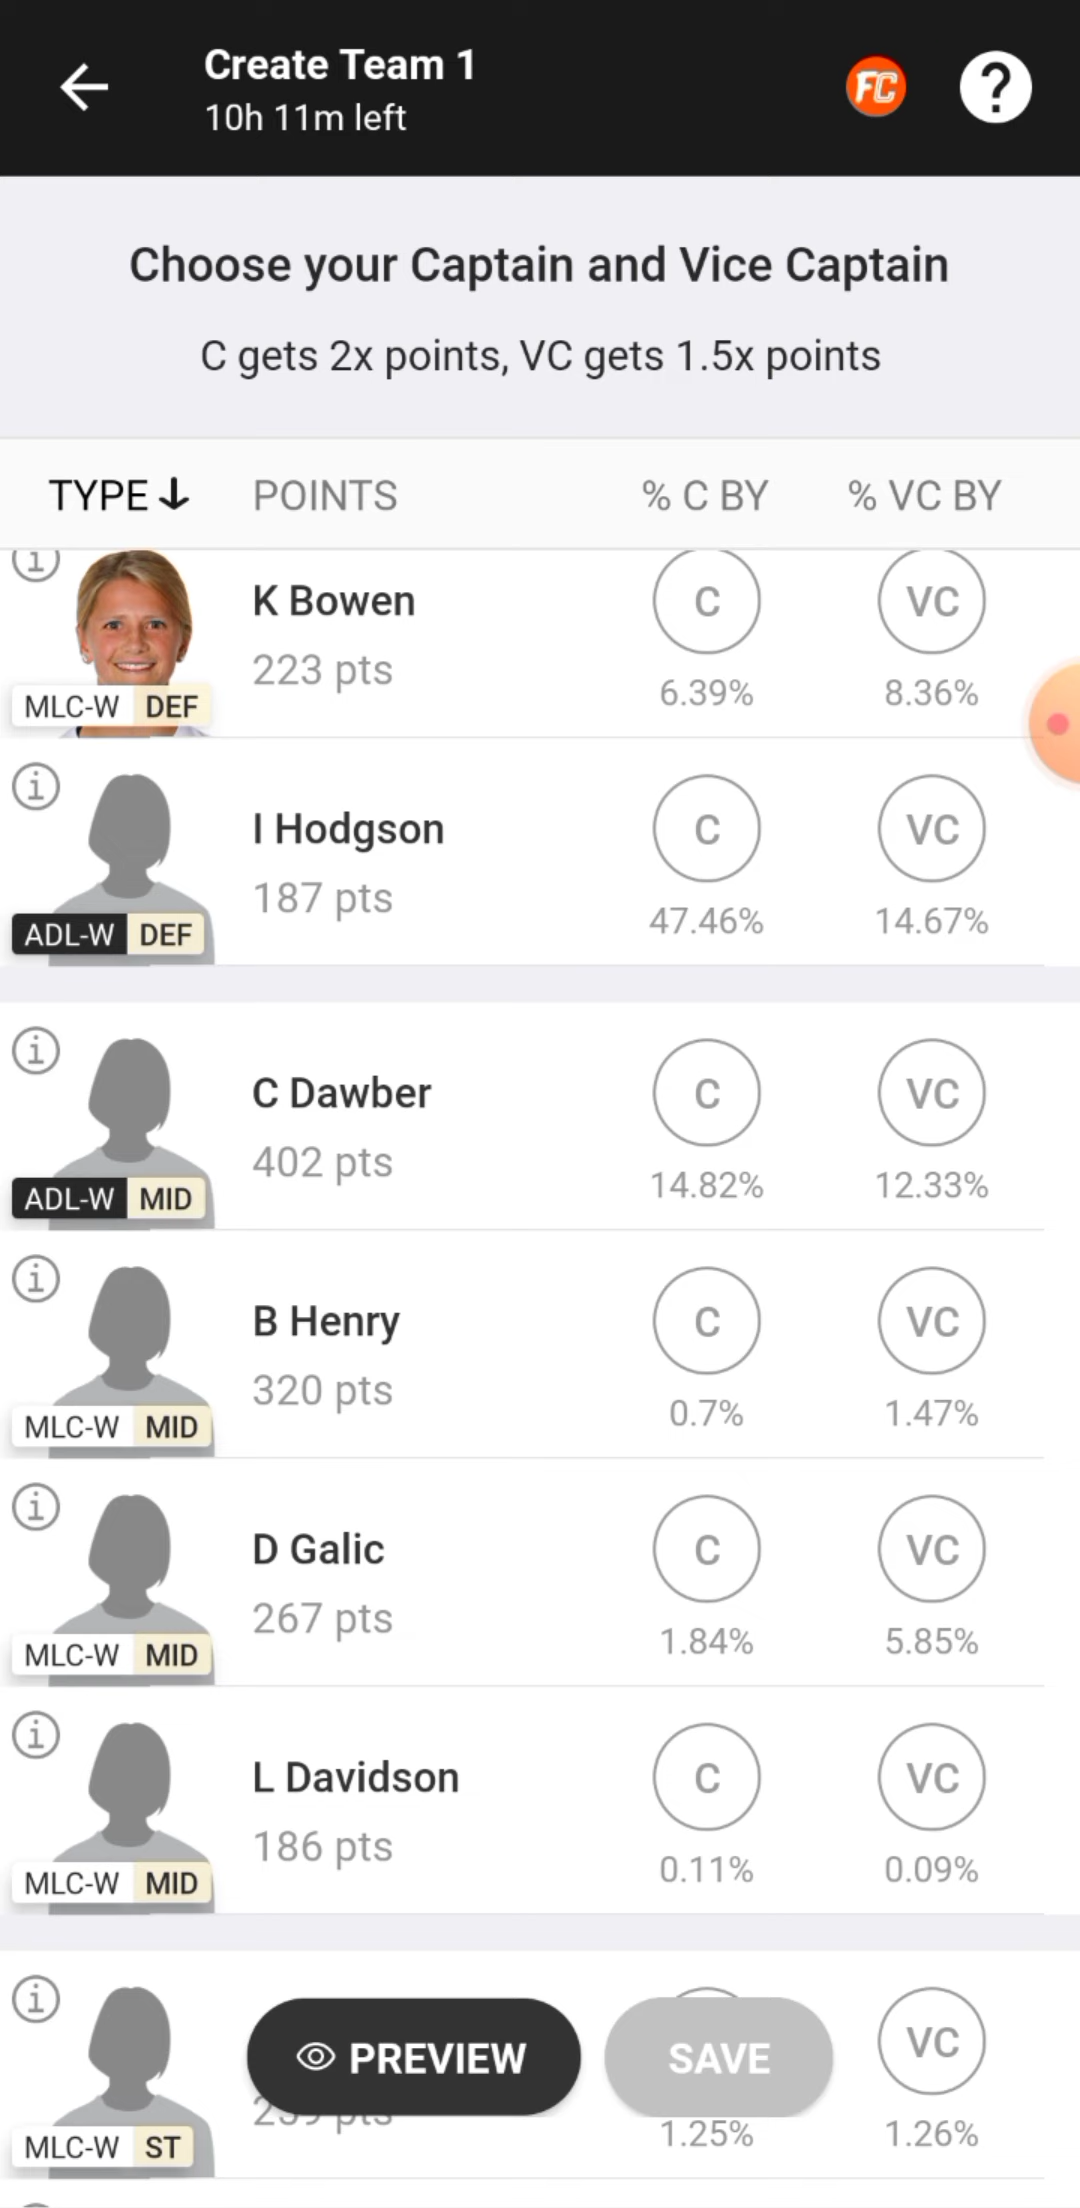 Create Team 1
10h 11m left
FC
?
Choose your Captain and Vice Captain
C gets 2x points, VC gets 1.5x points
TYPE↓ POINTS % C BY % VC BY
i
K Bowen C VC
223 pts 6.39% 8.36%
MLC-W DEF
i
I Hodgson C VC
187 pts 47.46% 14.67%
ADL-W DEF
i
C Dawber C VC
402 pts 14.82% 12.33%
ADL-W MID
i
B Henry C VC
320 pts 0.7% 1.47%
MLC-W MID
i
D Galic C VC
267 pts 1.84% 5.85%
MLC-W MID
i
L Davidson C VC
186 pts 0.11% 0.09%
MLC-W MID
i
VC
PREVIEW SAVE
pts 1.25% 1.26%
MLC-W ST